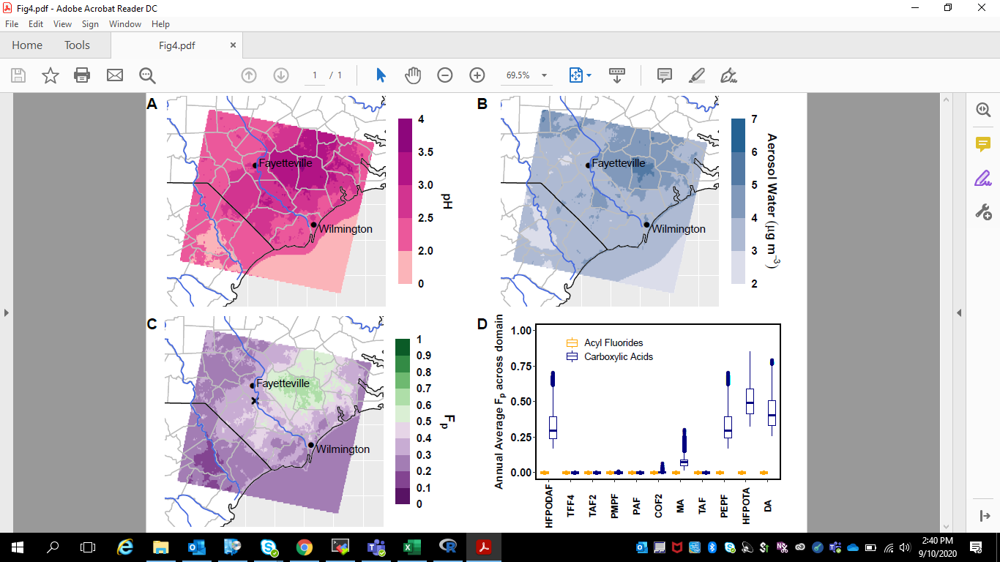 Fig4.pdf - Adobe Acrobat Reader DC
File Edit View Sign Window Help
Home Tools Fig4.pdf ×
1 / 1 69.5%
A
Fayetteville
Wilmington
4
3.5
3.0
2.5
2.0
0
pH
B
Fayetteville
Wilmington
7
6
5
4
3
2
Aerosol Water (µg m⁻³)
C
Fayetteville
Wilmington
1
0.9
0.8
0.7
0.6
0.5
0.4
0.3
0.2
0.1
0
Fp
D
Annual Average Fp across domain
1.00
0.75
0.50
0.25
0.00
Acyl Fluorides
Carboxylic Acids
HFPODAF
TFF4
TAF2
PMPF
PAF
COF2
MA
TAF
PEPF
HFPOTA
DA
2:40 PM
9/10/2020